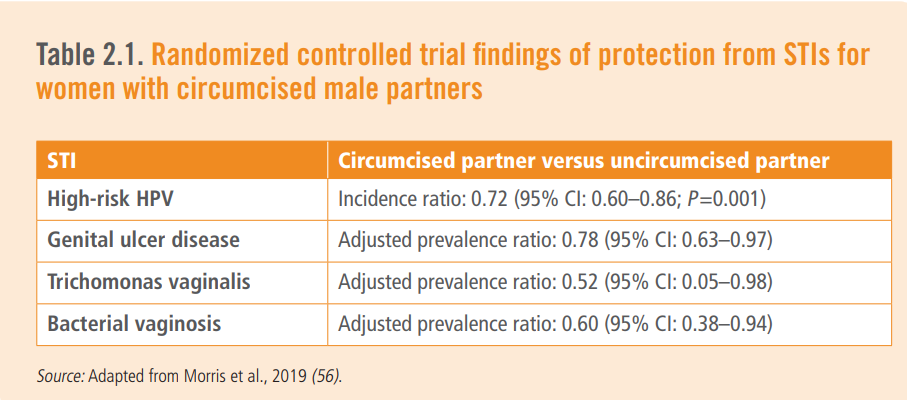 Table 2.1. Randomized controlled trial findings of protection from STIs for
women with circumcised male partners
STI Circumcised partner versus uncircumcised partner
High-risk HPV Incidence ratio: 0.72 (95% CI: 0.60–0.86; P=0.001)
Genital ulcer disease Adjusted prevalence ratio: 0.78 (95% CI: 0.63–0.97)
Trichomonas vaginalis Adjusted prevalence ratio: 0.52 (95% CI: 0.05–0.98)
Bacterial vaginosis Adjusted prevalence ratio: 0.60 (95% CI: 0.38–0.94)
Source: Adapted from Morris et al., 2019 (56).